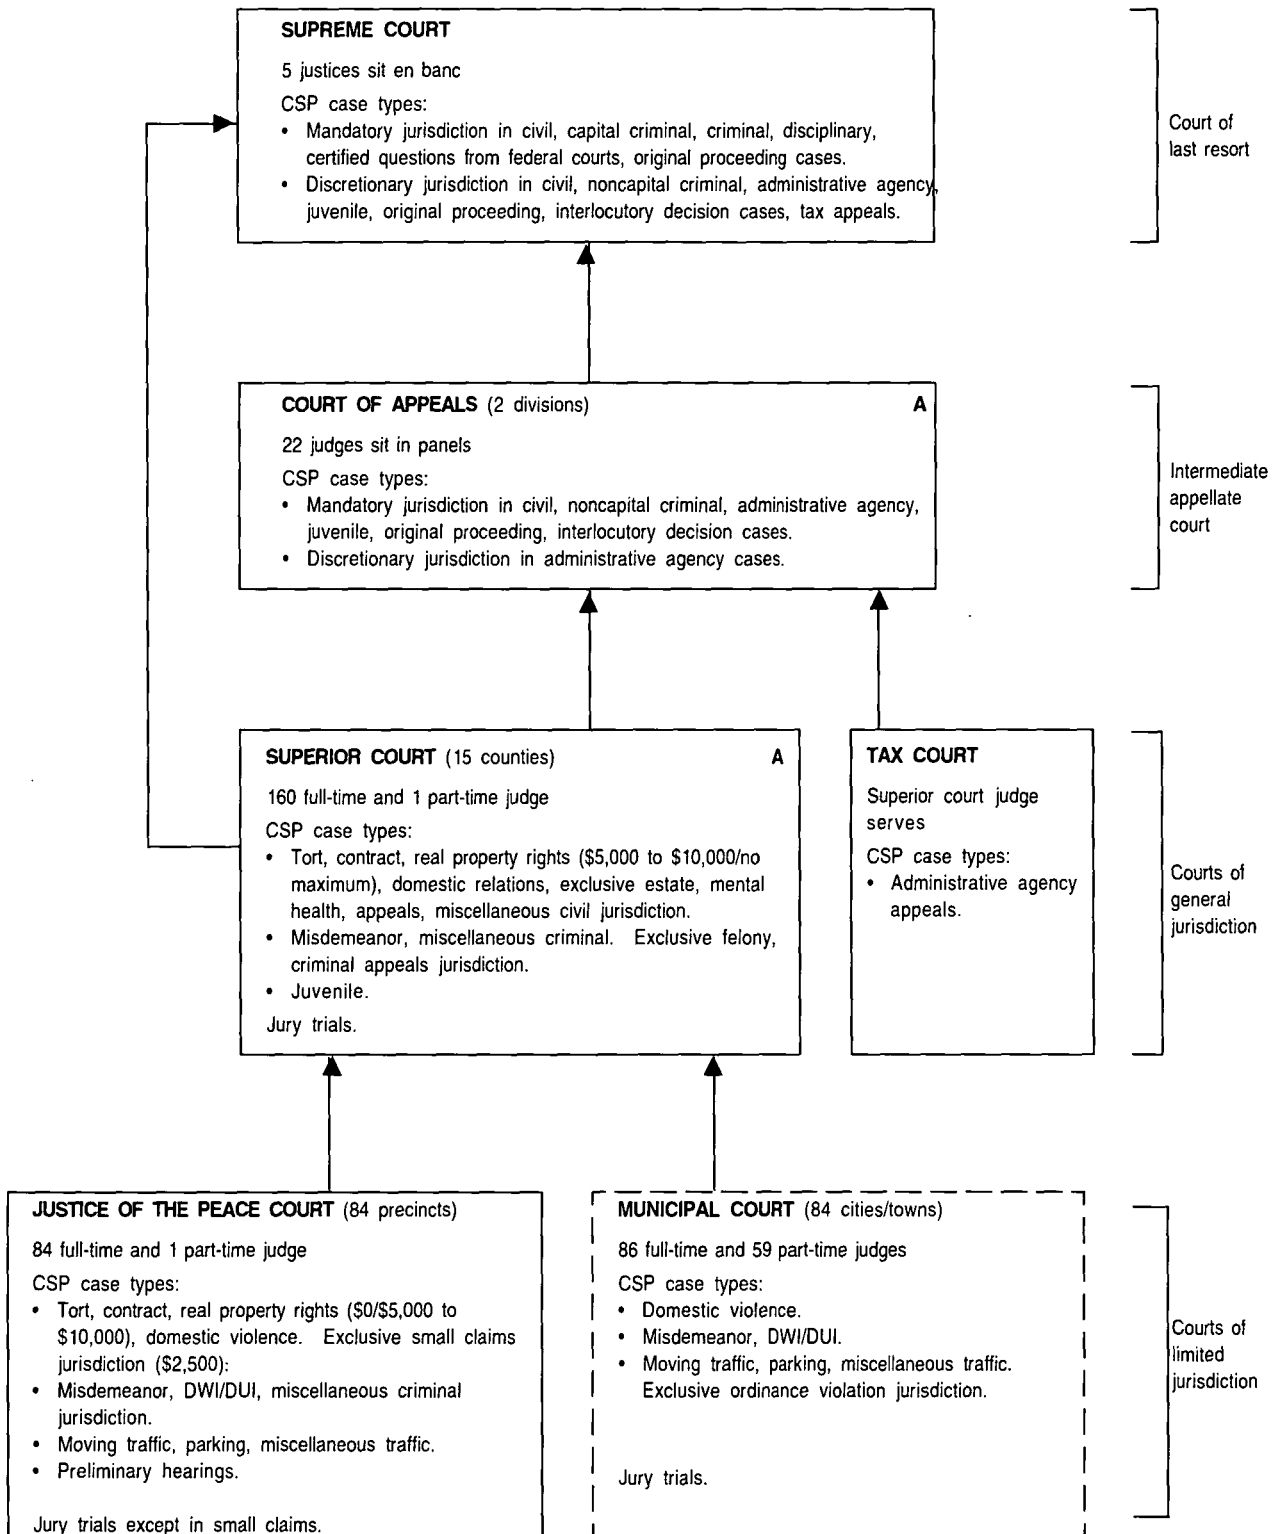 SUPREME COURT
5 justices sit en banc
CSP case types:
• Mandatory jurisdiction in civil, capital criminal, criminal, disciplinary,
certified questions from federal courts, original proceeding cases.
• Discretionary jurisdiction in civil, noncapital criminal, administrative agency,
juvenile, original proceeding, interlocutory decision cases, tax appeals.
Court of
last resort
COURT OF APPEALS (2 divisions) A
22 judges sit in panels
CSP case types:
• Mandatory jurisdiction in civil, noncapital criminal, administrative agency,
juvenile, original proceeding, interlocutory decision cases.
• Discretionary jurisdiction in administrative agency cases.
Intermediate
appellate
court
SUPERIOR COURT (15 counties) A
160 full-time and 1 part-time judge
CSP case types:
• Tort, contract, real property rights ($5,000 to $10,000/no
maximum), domestic relations, exclusive estate, mental
health, appeals, miscellaneous civil jurisdiction.
• Misdemeanor, miscellaneous criminal. Exclusive felony,
criminal appeals jurisdiction.
• Juvenile.
Jury trials.
TAX COURT
Superior court judge
serves
CSP case types:
• Administrative agency
appeals.
Courts of
general
jurisdiction
JUSTICE OF THE PEACE COURT (84 precincts)
84 full-time and 1 part-time judge
CSP case types:
• Tort, contract, real property rights ($0/$5,000 to
$10,000), domestic violence. Exclusive small claims
jurisdiction ($2,500):
• Misdemeanor, DWI/DUI, miscellaneous criminal
jurisdiction.
• Moving traffic, parking, miscellaneous traffic.
• Preliminary hearings.
Jury trials except in small claims.
MUNICIPAL COURT (84 cities/towns)
86 full-time and 59 part-time judges
CSP case types:
• Domestic violence.
• Misdemeanor, DWI/DUI.
• Moving traffic, parking, miscellaneous traffic.
Exclusive ordinance violation jurisdiction.
Jury trials.
Courts of
limited
jurisdiction